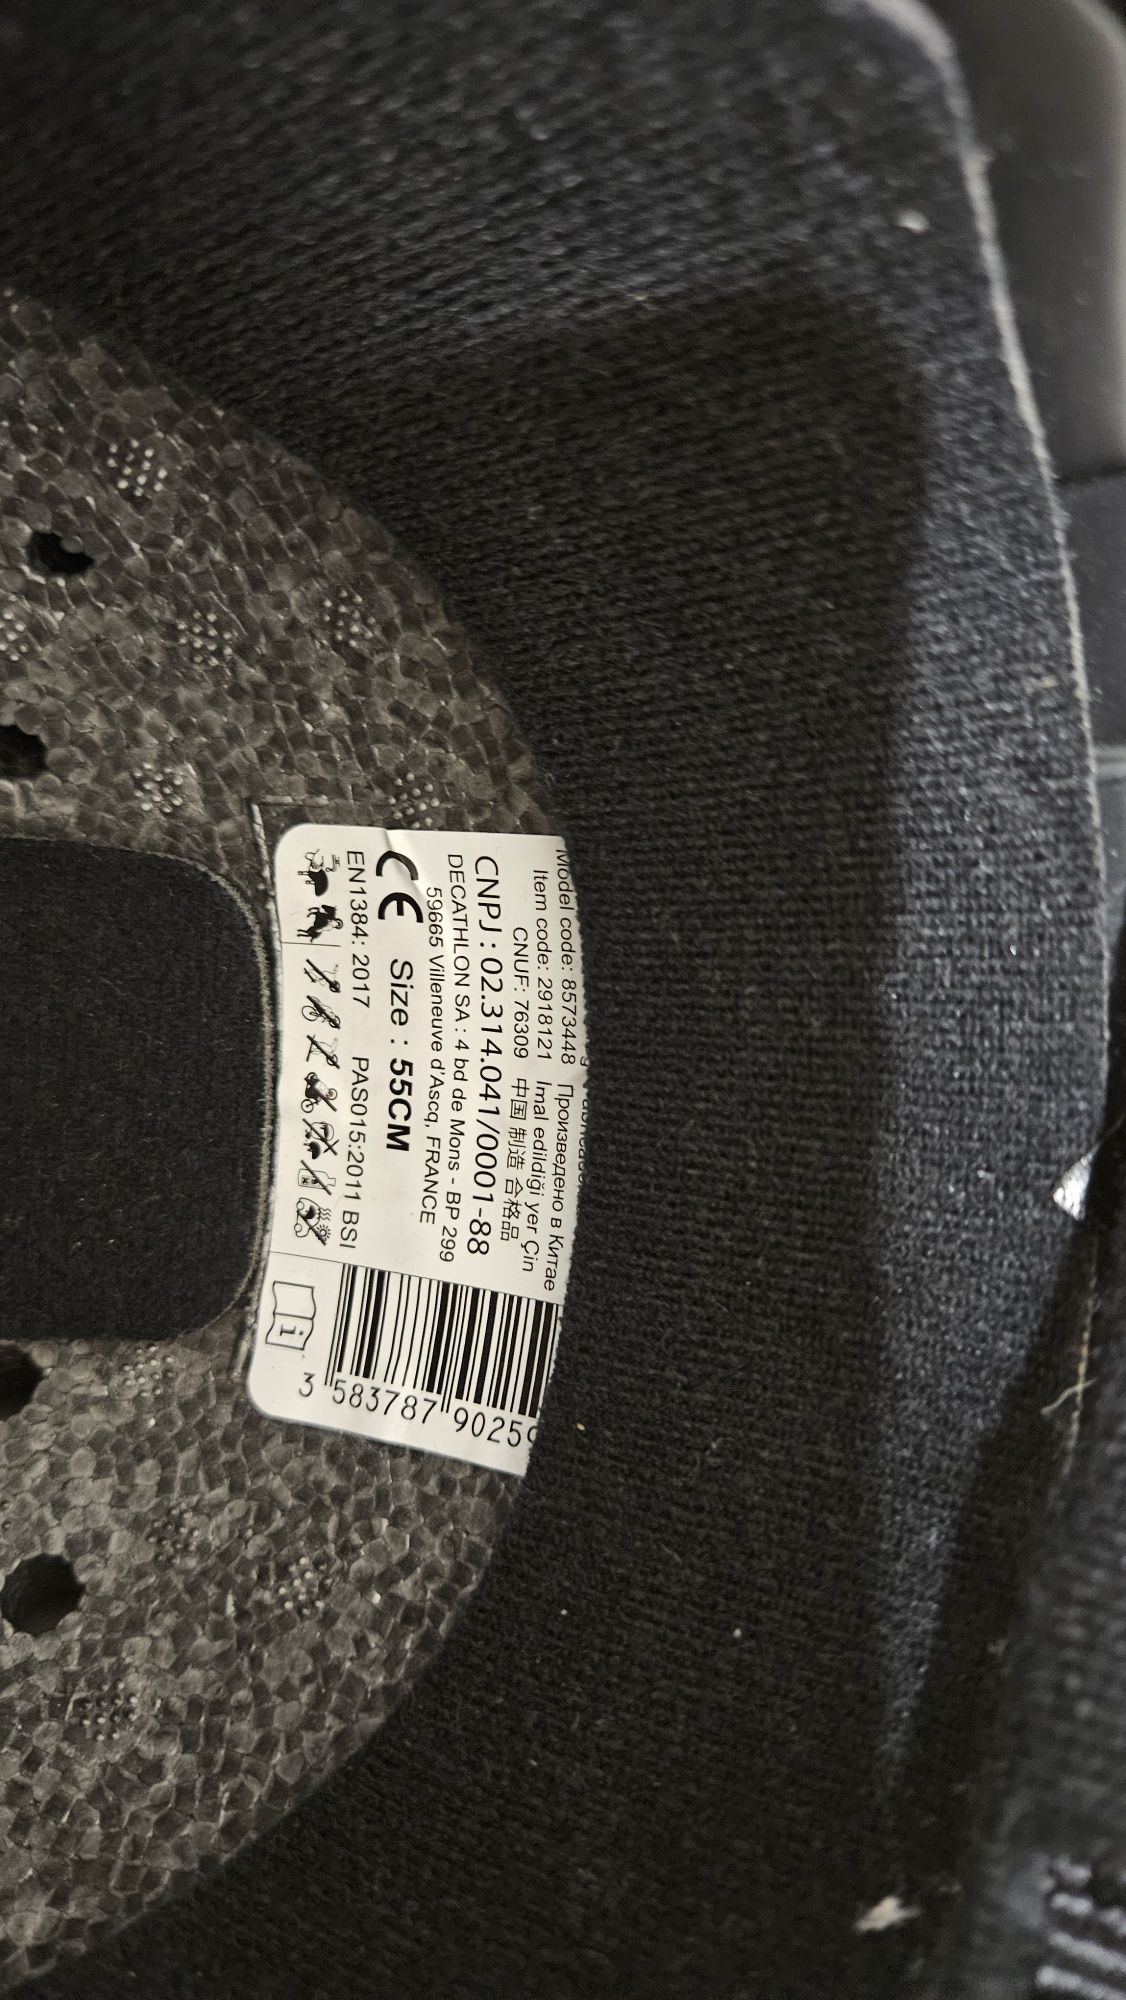 Model code: 8573448 Произведено в Китае
Item code: 2918121 İmal edildiği yer Çin
CNUF: 76309 中国 制造 合格品
CNPJ : 02.314.041/0001-88
DECATHLON SA : 4 bd de Mons - BP 299
59665 Villeneuve d'Ascq, FRANCE
CE Size : 55CM
EN1384: 2017 PAS015:2011 BSI
i
3 583787 9025